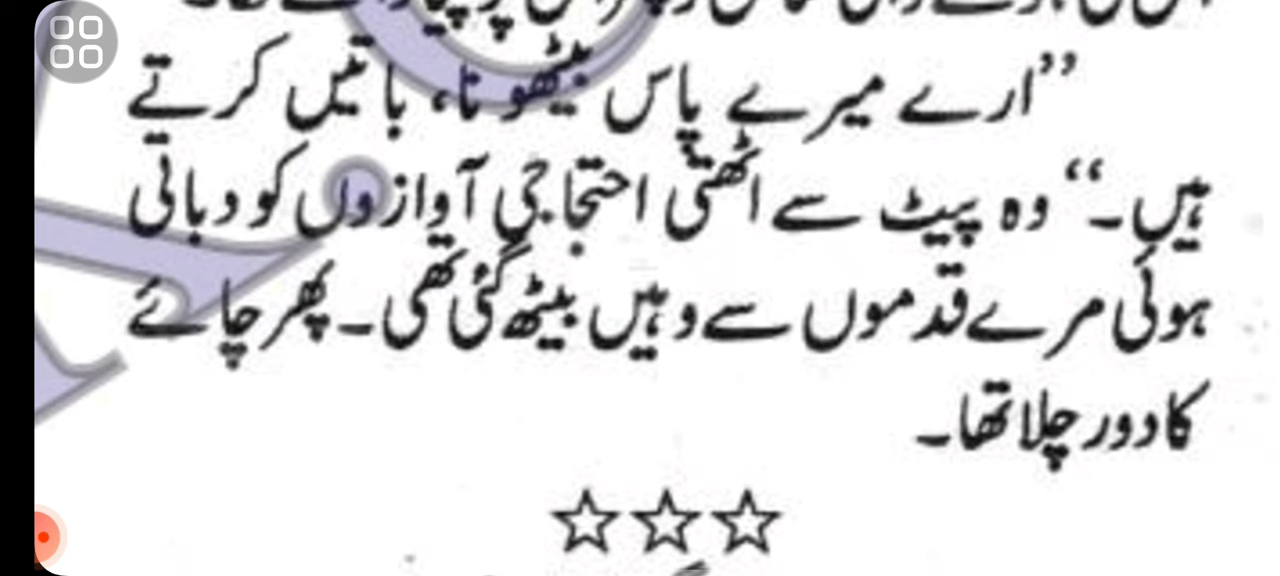 ”ارے میرے پاس بیٹھو نا، باتیں کرتے
ہیں۔“ وہ پیٹ سے اٹھتی احتجاجی آوازوں کو دباتی
ہوئی مرے قدموں سے وہیں بیٹھ گئی تھی۔ پھر چائے
کا دور چلا تھا۔
☆☆☆